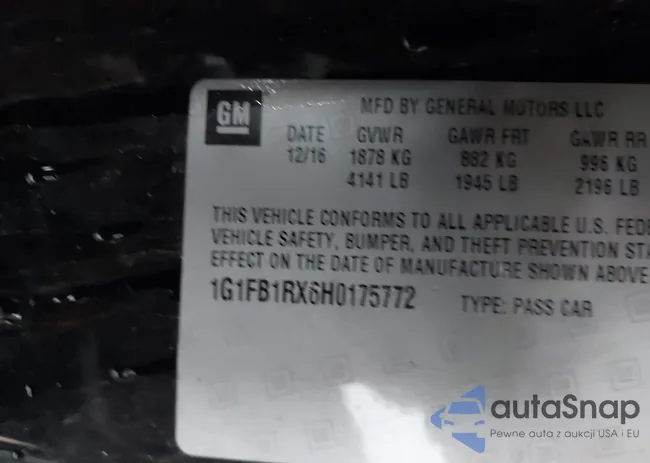 GM
MFD BY GENERAL MOTORS LLC
DATE GVWR GAWR FRT GAWR RR
12/16 1878 KG 882 KG 996 KG
4141 LB 1945 LB 2196 LB
THIS VEHICLE CONFORMS TO ALL APPLICABLE U.S. FEDE
VEHICLE SAFETY, BUMPER, AND THEFT PREVENTION STA
EFFECT ON THE DATE OF MANUFACTURE SHOWN ABOVE
1G1FB1RX6H0175772 TYPE: PASS CAR
autaSnap
Pewne auta z aukcji USA i EU